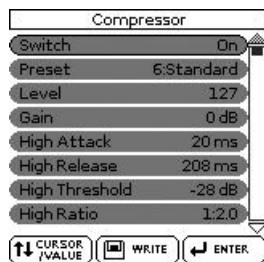 Compressor
Switch On
Preset 6:Standard
Level 127
Gain 0 dB
High Attack 20 ms
High Release 208 ms
High Threshold -28 dB
High Ratio 1:2.0
CURSOR /VALUE WRITE ENTER